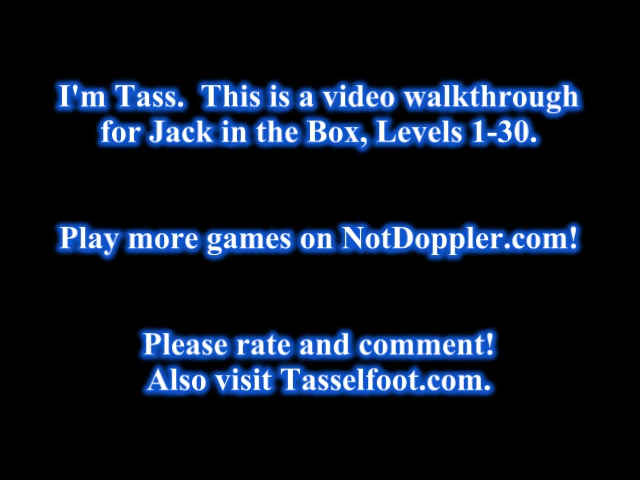 I'm Tass.  This is a video walkthrough
for Jack in the Box, Levels 1-30.
Play more games on NotDoppler.com!
Please rate and comment!
Also visit Tasselfoot.com.